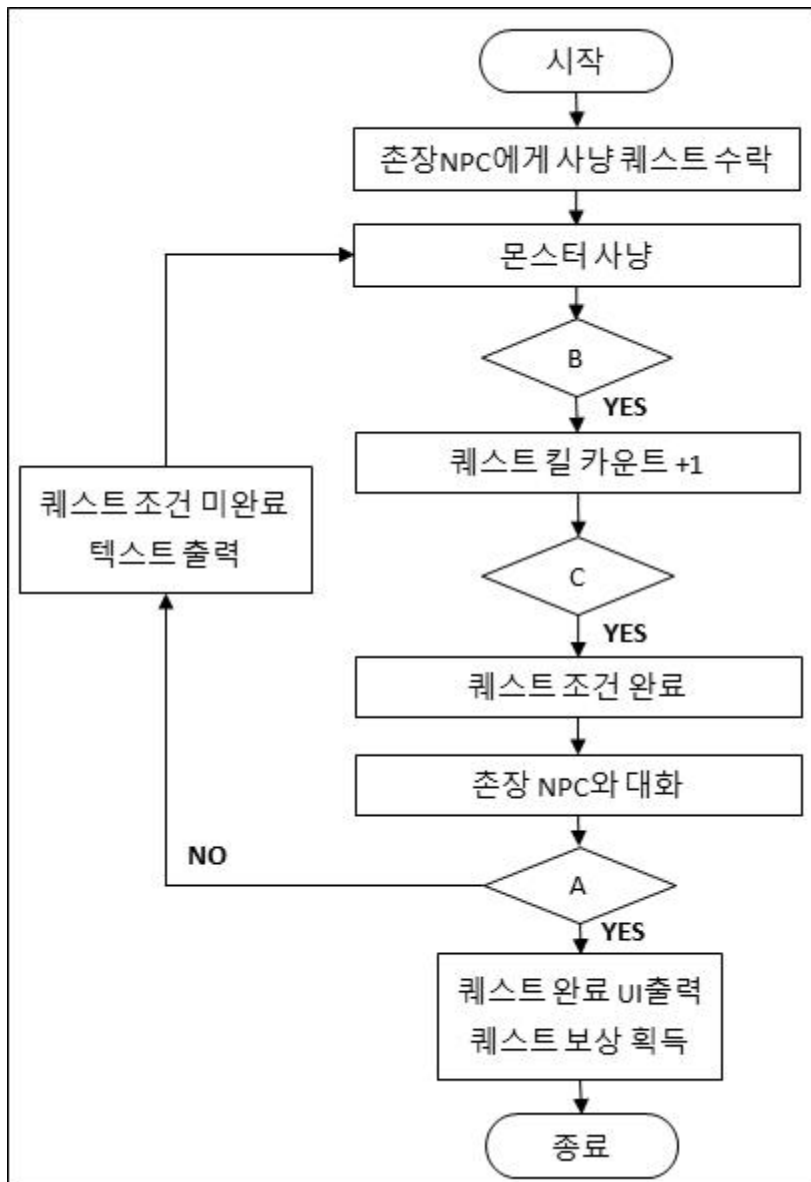 시작
촌장NPC에게 사냥 퀘스트 수락
몬스터 사냥
B
YES
퀘스트 킬 카운트 +1
퀘스트 조건 미완료
텍스트 출력
C
YES
퀘스트 조건 완료
촌장 NPC와 대화
NO
A
YES
퀘스트 완료 UI출력
퀘스트 보상 획득
종료